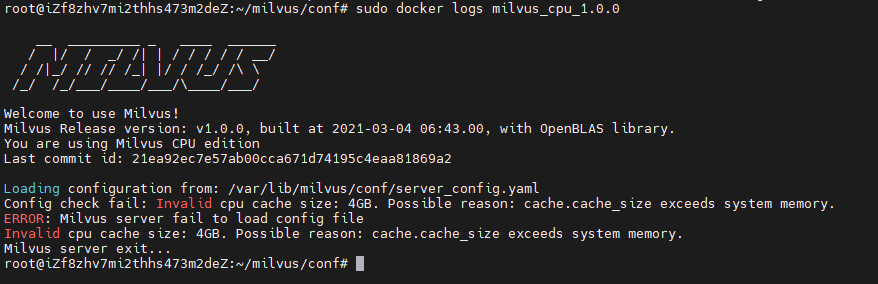 root@iZf8zhv7mi2thhs473m2deZ:~/milvus/conf# sudo docker logs milvus_cpu_1.0.0
MILVUS
Welcome to use Milvus!
Milvus Release version: v1.0.0, built at 2021-03-04 06:43.00, with OpenBLAS library.
You are using Milvus CPU edition
Last commit id: 21ea92ec7e57ab00cca671d74195c4eaa81869a2
Loading configuration from: /var/lib/milvus/conf/server_config.yaml
Config check fail: Invalid cpu cache size: 4GB. Possible reason: cache.cache_size exceeds system memory.
ERROR: Milvus server fail to load config file
Invalid cpu cache size: 4GB. Possible reason: cache.cache_size exceeds system memory.
Milvus server exit...
root@iZf8zhv7mi2thhs473m2deZ:~/milvus/conf#